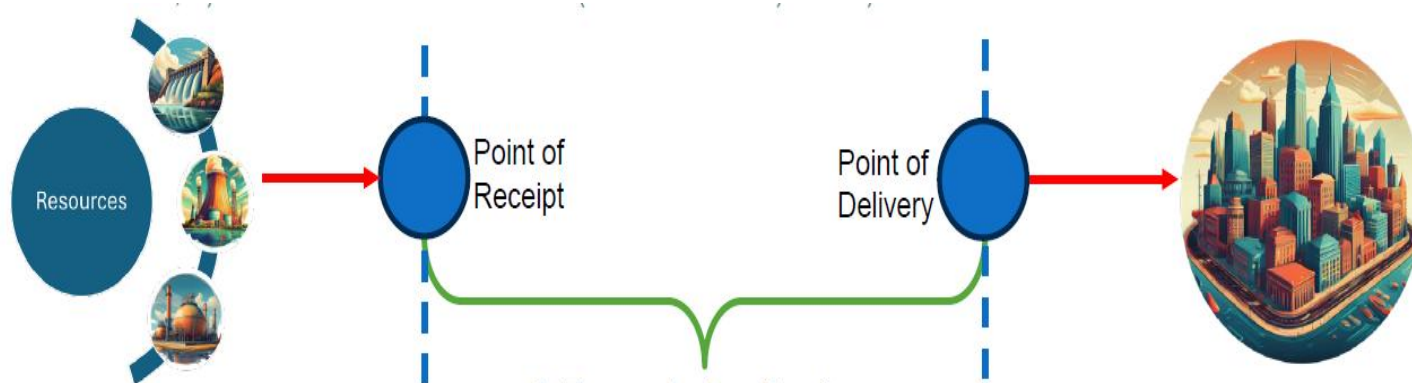 Resources
Point of
Receipt
Point of
Delivery